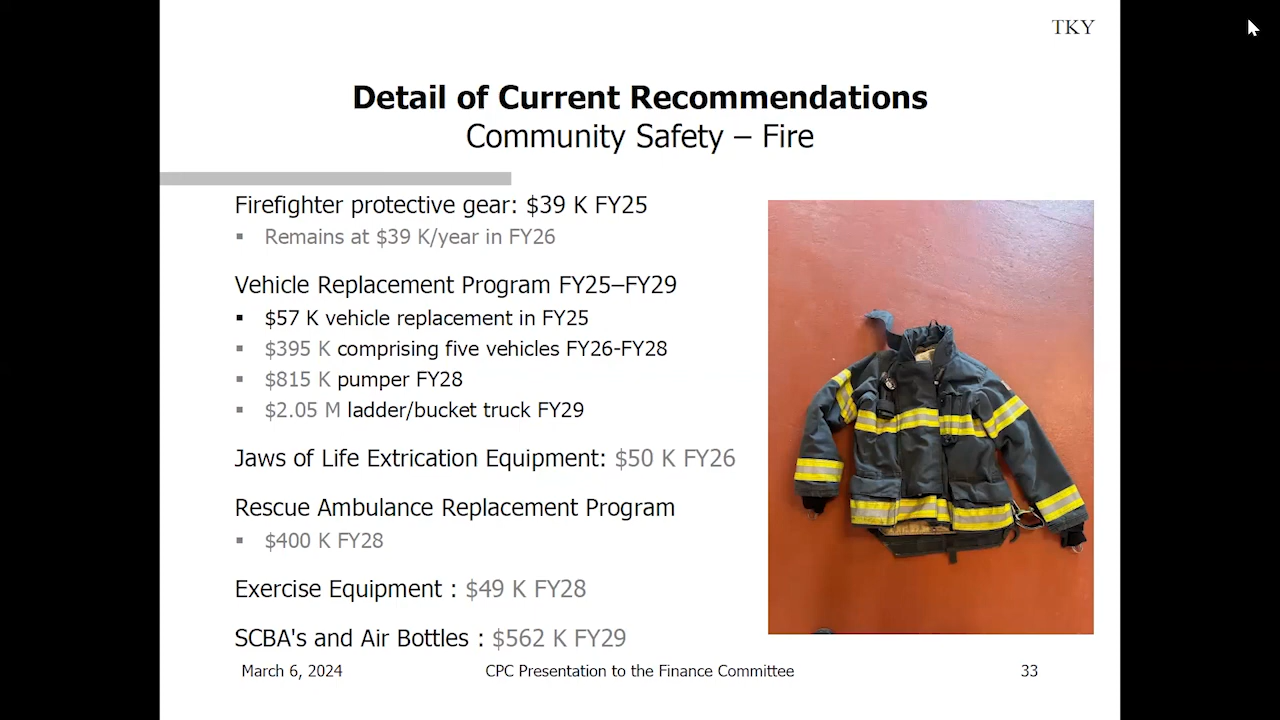 TKY
Detail of Current Recommendations
Community Safety – Fire
Firefighter protective gear: $39 K FY25
▪ Remains at $39 K/year in FY26
Vehicle Replacement Program FY25–FY29
▪ $57 K vehicle replacement in FY25
▪ $395 K comprising five vehicles FY26-FY28
▪ $815 K pumper FY28
▪ $2.05 M ladder/bucket truck FY29
Jaws of Life Extrication Equipment: $50 K FY26
Rescue Ambulance Replacement Program
▪ $400 K FY28
Exercise Equipment : $49 K FY28
SCBA's and Air Bottles : $562 K FY29
March 6, 2024 CPC Presentation to the Finance Committee 33